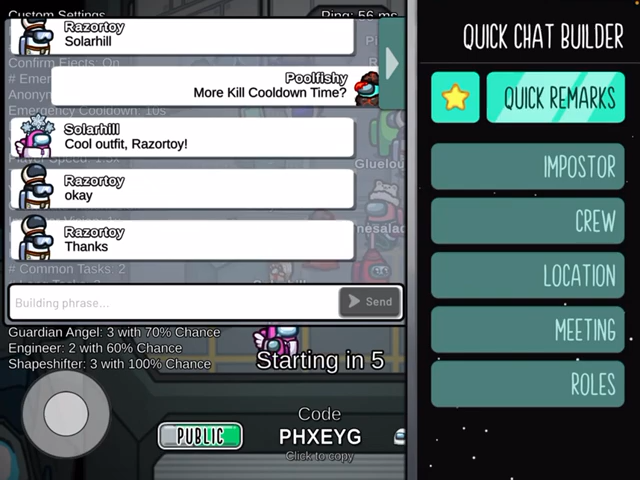 Custom Settings
Ping: 56 ms
Razortoy
Solarhill
Poolfishy
More Kill Cooldown Time?
Solarhill
Cool outfit, Razortoy!
Razortoy
okay
Razortoy
Thanks
# Common Tasks: 2
Building phrase...
Send
Guardian Angel: 3 with 70% Chance
Engineer: 2 with 60% Chance
Shapeshifter: 3 with 100% Chance
Starting in 5
PUBLIC
Code
PHXEYG
Click to copy
QUICK CHAT BUILDER
QUICK REMARKS
IMPOSTOR
CREW
LOCATION
MEETING
ROLES